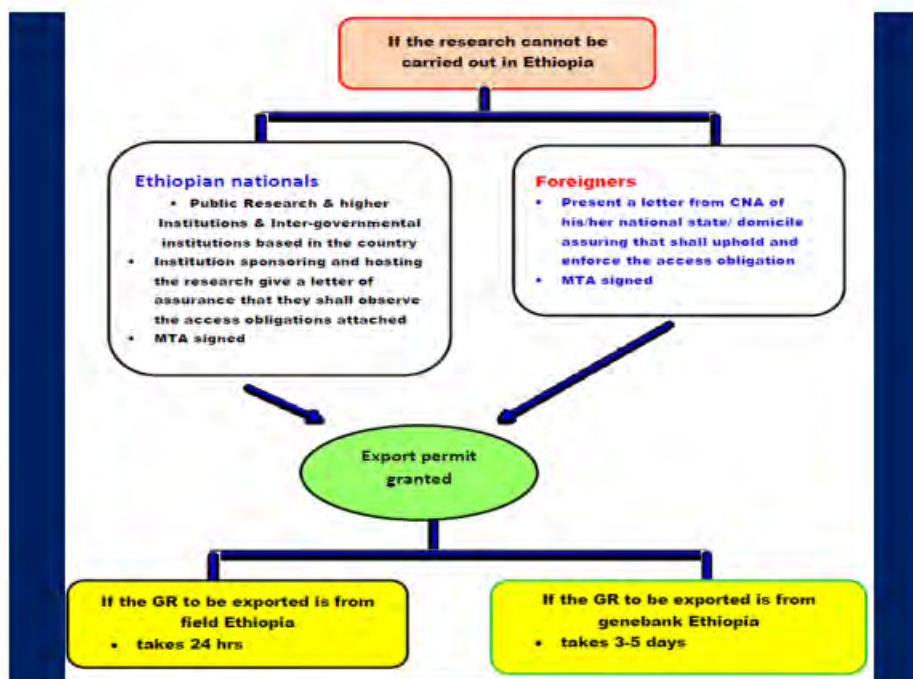 If the research cannot be
carried out in Ethiopia
Ethiopian nationals
• Public Research & higher
Institutions & Inter-governmental
institutions based in the country
• Institution sponsoring and hosting
the research give a letter of
assurance that they shall observe
the access obligations attached
• MTA signed
Foreigners
• Present a letter from CNA of
his/her national state/ domicile
assuring that shall uphold and
enforce the access obligation
• MTA signed
Export permit
granted
If the GR to be exported is from
field Ethiopia
• takes 24 hrs
If the GR to be exported is from
genebank Ethiopia
• takes 3-5 days